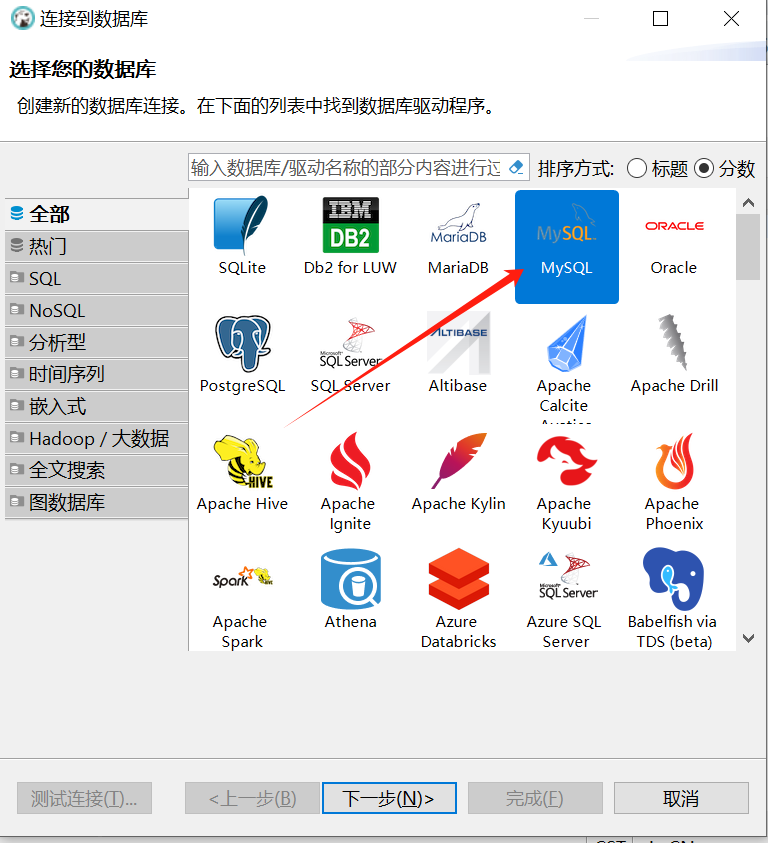 连接到数据库
选择您的数据库
创建新的数据库连接。在下面的列表中找到数据库驱动程序。
输入数据库/驱动名称的部分内容进行过
排序方式:
标题
分数
全部
热门
SQL
NoSQL
分析型
时间序列
嵌入式
Hadoop / 大数据
全文搜索
图数据库
SQLite
IBM
DB2
Db2 for LUW
MariaDB
MariaDB
MySQL
MySQL
ORACLE
Oracle
PostgreSQL
Microsoft
SQL Server
SQL Server
ALTIBASE
Altibase
Apache
Calcite
Apache Drill
HIVE
Apache Hive
Apache
Ignite
Apache Kylin
Apache
Kyuubi
Apache
Phoenix
Spark
HIVE
Apache
Spark
Athena
Azure
Databricks
Microsoft
SQL Server
Azure SQL
Server
Babelfish via
TDS (beta)
测试连接(T)...
<上一步(B)
下一步(N)>
完成(F)
取消